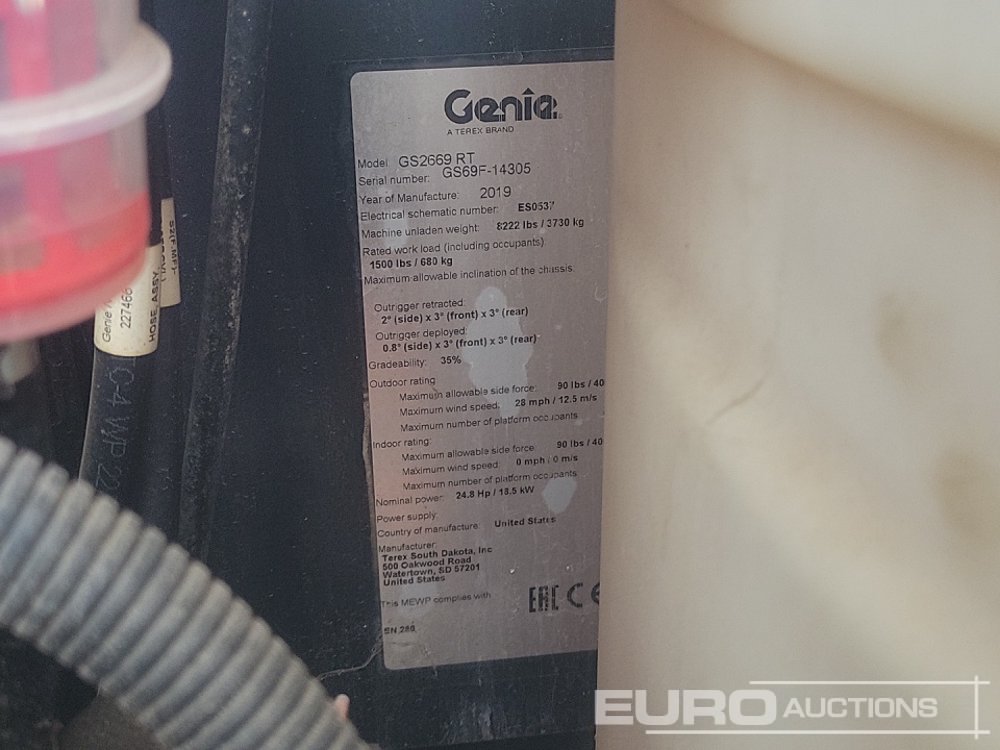 Genie
A TEREX BRAND
Model: GS2669 RT
Serial number: GS69F-14305
Year of Manufacture: 2019
Electrical schematic number: ES0537
Machine unladen weight: 8222 lbs / 3730 kg
Rated work load (including occupants):
1500 lbs / 680 kg
Maximum allowable inclination of the chassis:
Outrigger retracted:
2° (side) x 3° (front) x 3° (rear)
Outrigger deployed:
0.8° (side) x 3° (front) x 3° (rear)
Gradeability: 35%
Outdoor rating:
Maximum allowable side force: 90 lbs / 40
Maximum wind speed: 28 mph / 12.5 m/s
Maximum number of platform occupants
Indoor rating:
Maximum allowable side force: 90 lbs / 40
Maximum wind speed: 0 mph / 0 m/s
Maximum number of platform occupants
Nominal power: 24.8 Hp / 18.5 kW
Power supply:
Country of manufacture: United States
Manufacturer:
Terex South Dakota, Inc
500 Oakwood Road
Watertown, SD 57201
United States
This MEWP complies with
EAC CE
Genie
227466
HOSE ASSY
EURO AUCTIONS